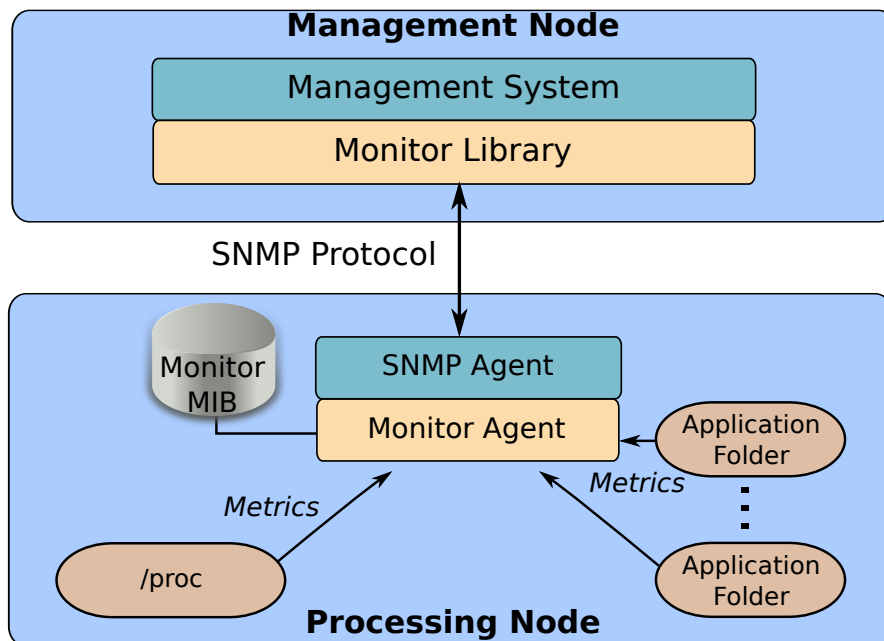 Management Node
Management System
Monitor Library
SNMP Protocol
Monitor
MIB
SNMP Agent
Monitor Agent
Application
Folder
Metrics
Metrics
/proc
Application
Folder
Processing Node